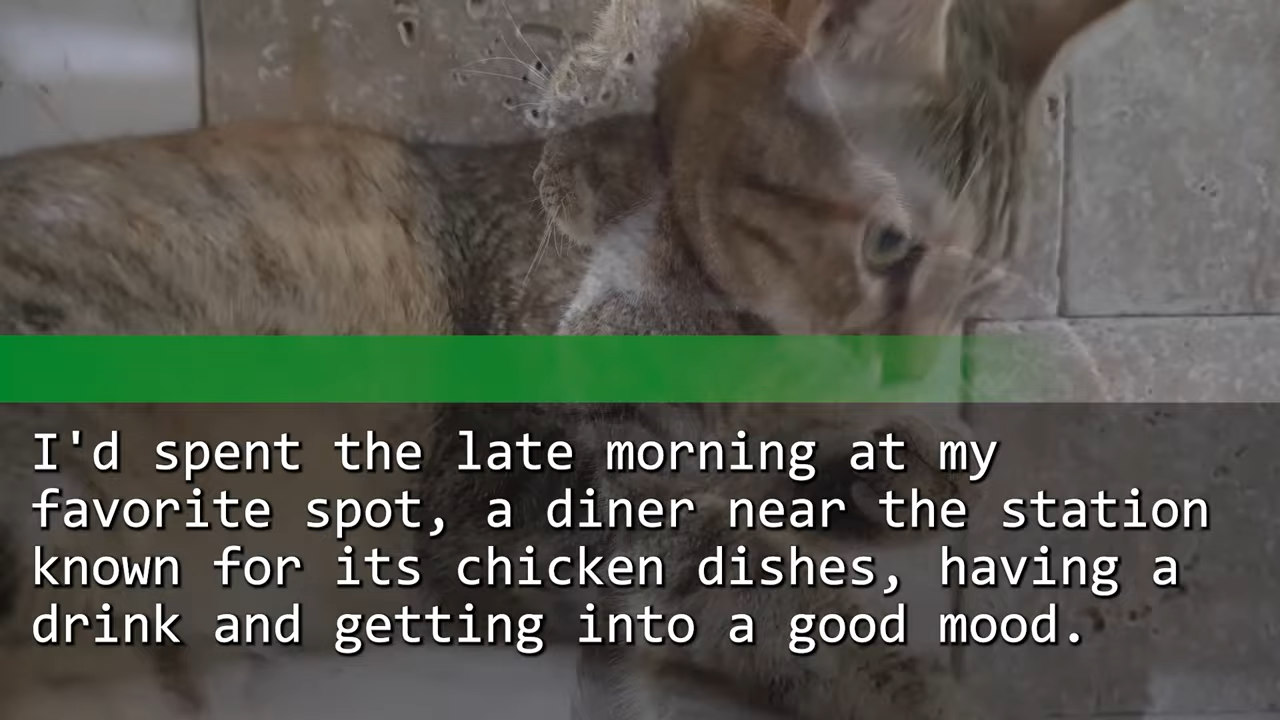 I'd spent the late morning at my
favorite spot, a diner near the station
known for its chicken dishes, having a
drink and getting into a good mood.